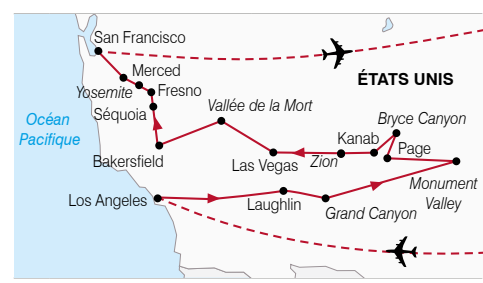 San Francisco
Merced
Yosemite
Fresno
Séquoia
ÉTATS UNIS
Vallée de la Mort
Océan
Pacifique
Bryce Canyon
Kanab
Page
Bakersfield
Las Vegas
Zion
Monument
Valley
Los Angeles
Laughlin
Grand Canyon